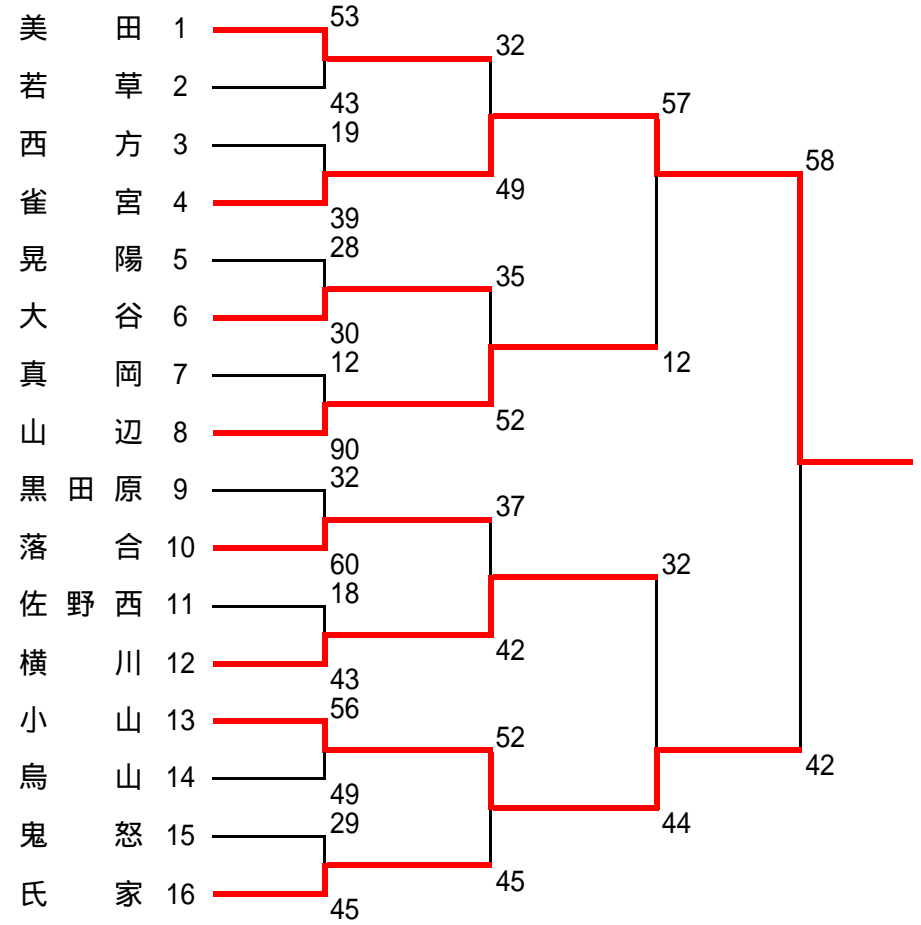 美田 1
53
32
若草 2
43
57
西方 3
19
58
雀宮 4
49
39
晃陽 5
28
35
大谷 6
30
真岡 7
12
12
山辺 8
52
90
黒田原 9
32
37
落合 10
60
32
佐野西 11
18
横川 12
42
43
小山 13
56
52
烏山 14
49
42
鬼怒 15
29
44
氏家 16
45
45